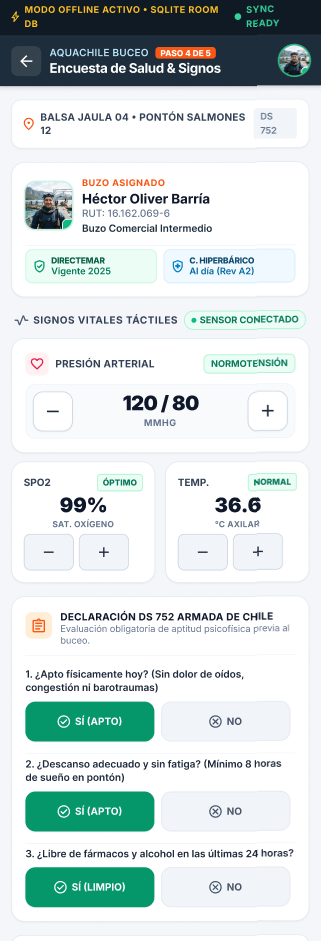 MODO OFFLINE ACTIVO • SQLITE ROOM
DB
SYNC
READY
AQUACHILE BUCEO PASO 4 DE 5
Encuesta de Salud & Signos
BALSA JAULA 04 • PONTÓN SALMONES
12
DS
752
BUZO ASIGNADO
Héctor Oliver Barría
RUT: 16.162.069-6
Buzo Comercial Intermedio
DIRECTEMAR
Vigente 2025
C. HIPERBÁRICO
Al día (Rev A2)
SIGNOS VITALES TÁCTILES • SENSOR CONECTADO
PRESIÓN ARTERIAL NORMOTENSIÓN
− 120 / 80 +
MMHG
SPO2 ÓPTIMO
99%
SAT. OXÍGENO
− +
TEMP. NORMAL
36.6
°C AXILAR
− +
DECLARACIÓN DS 752 ARMADA DE CHILE
Evaluación obligatoria de aptitud psicofísica previa al
buceo.
1. ¿Apto físicamente hoy? (Sin dolor de oídos,
congestión ni barotraumas)
SÍ (APTO) NO
2. ¿Descanso adecuado y sin fatiga? (Mínimo 8 horas
de sueño en pontón)
SÍ (APTO) NO
3. ¿Libre de fármacos y alcohol en las últimas 24 horas?
SÍ (LIMPIO) NO